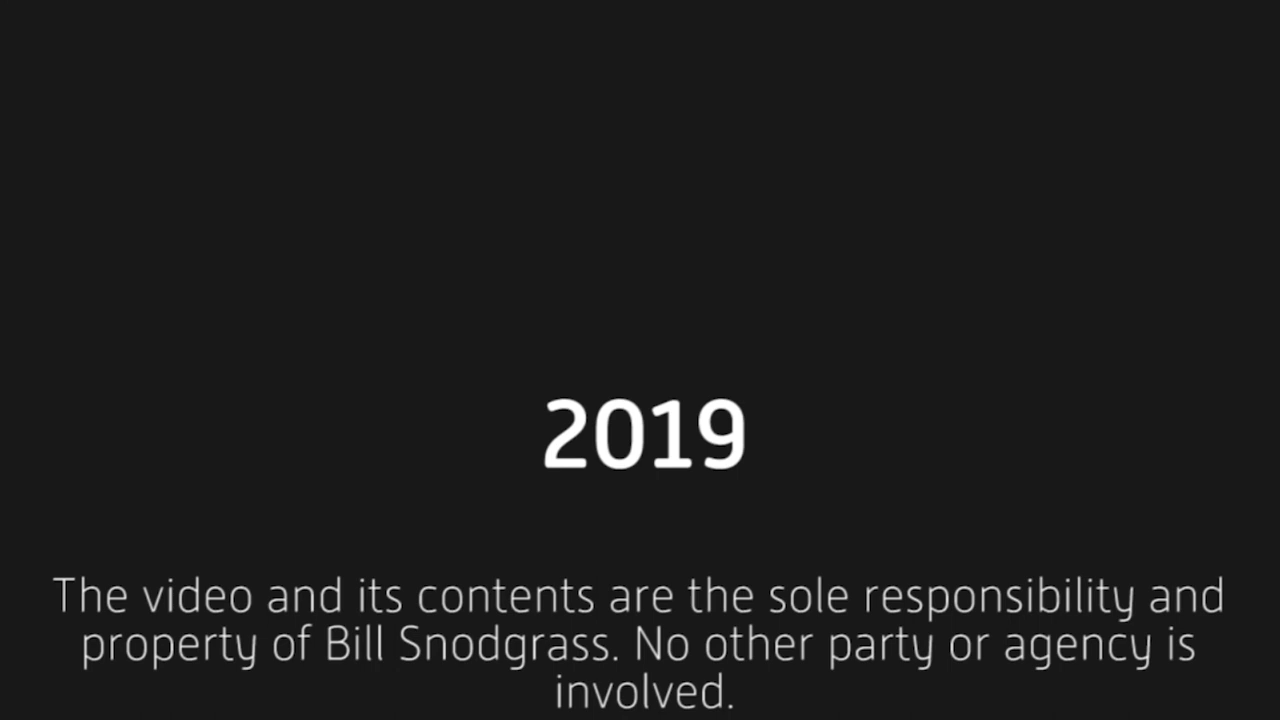 2019
The video and its contents are the sole responsibility and
property of Bill Snodgrass. No other party or agency is
involved.